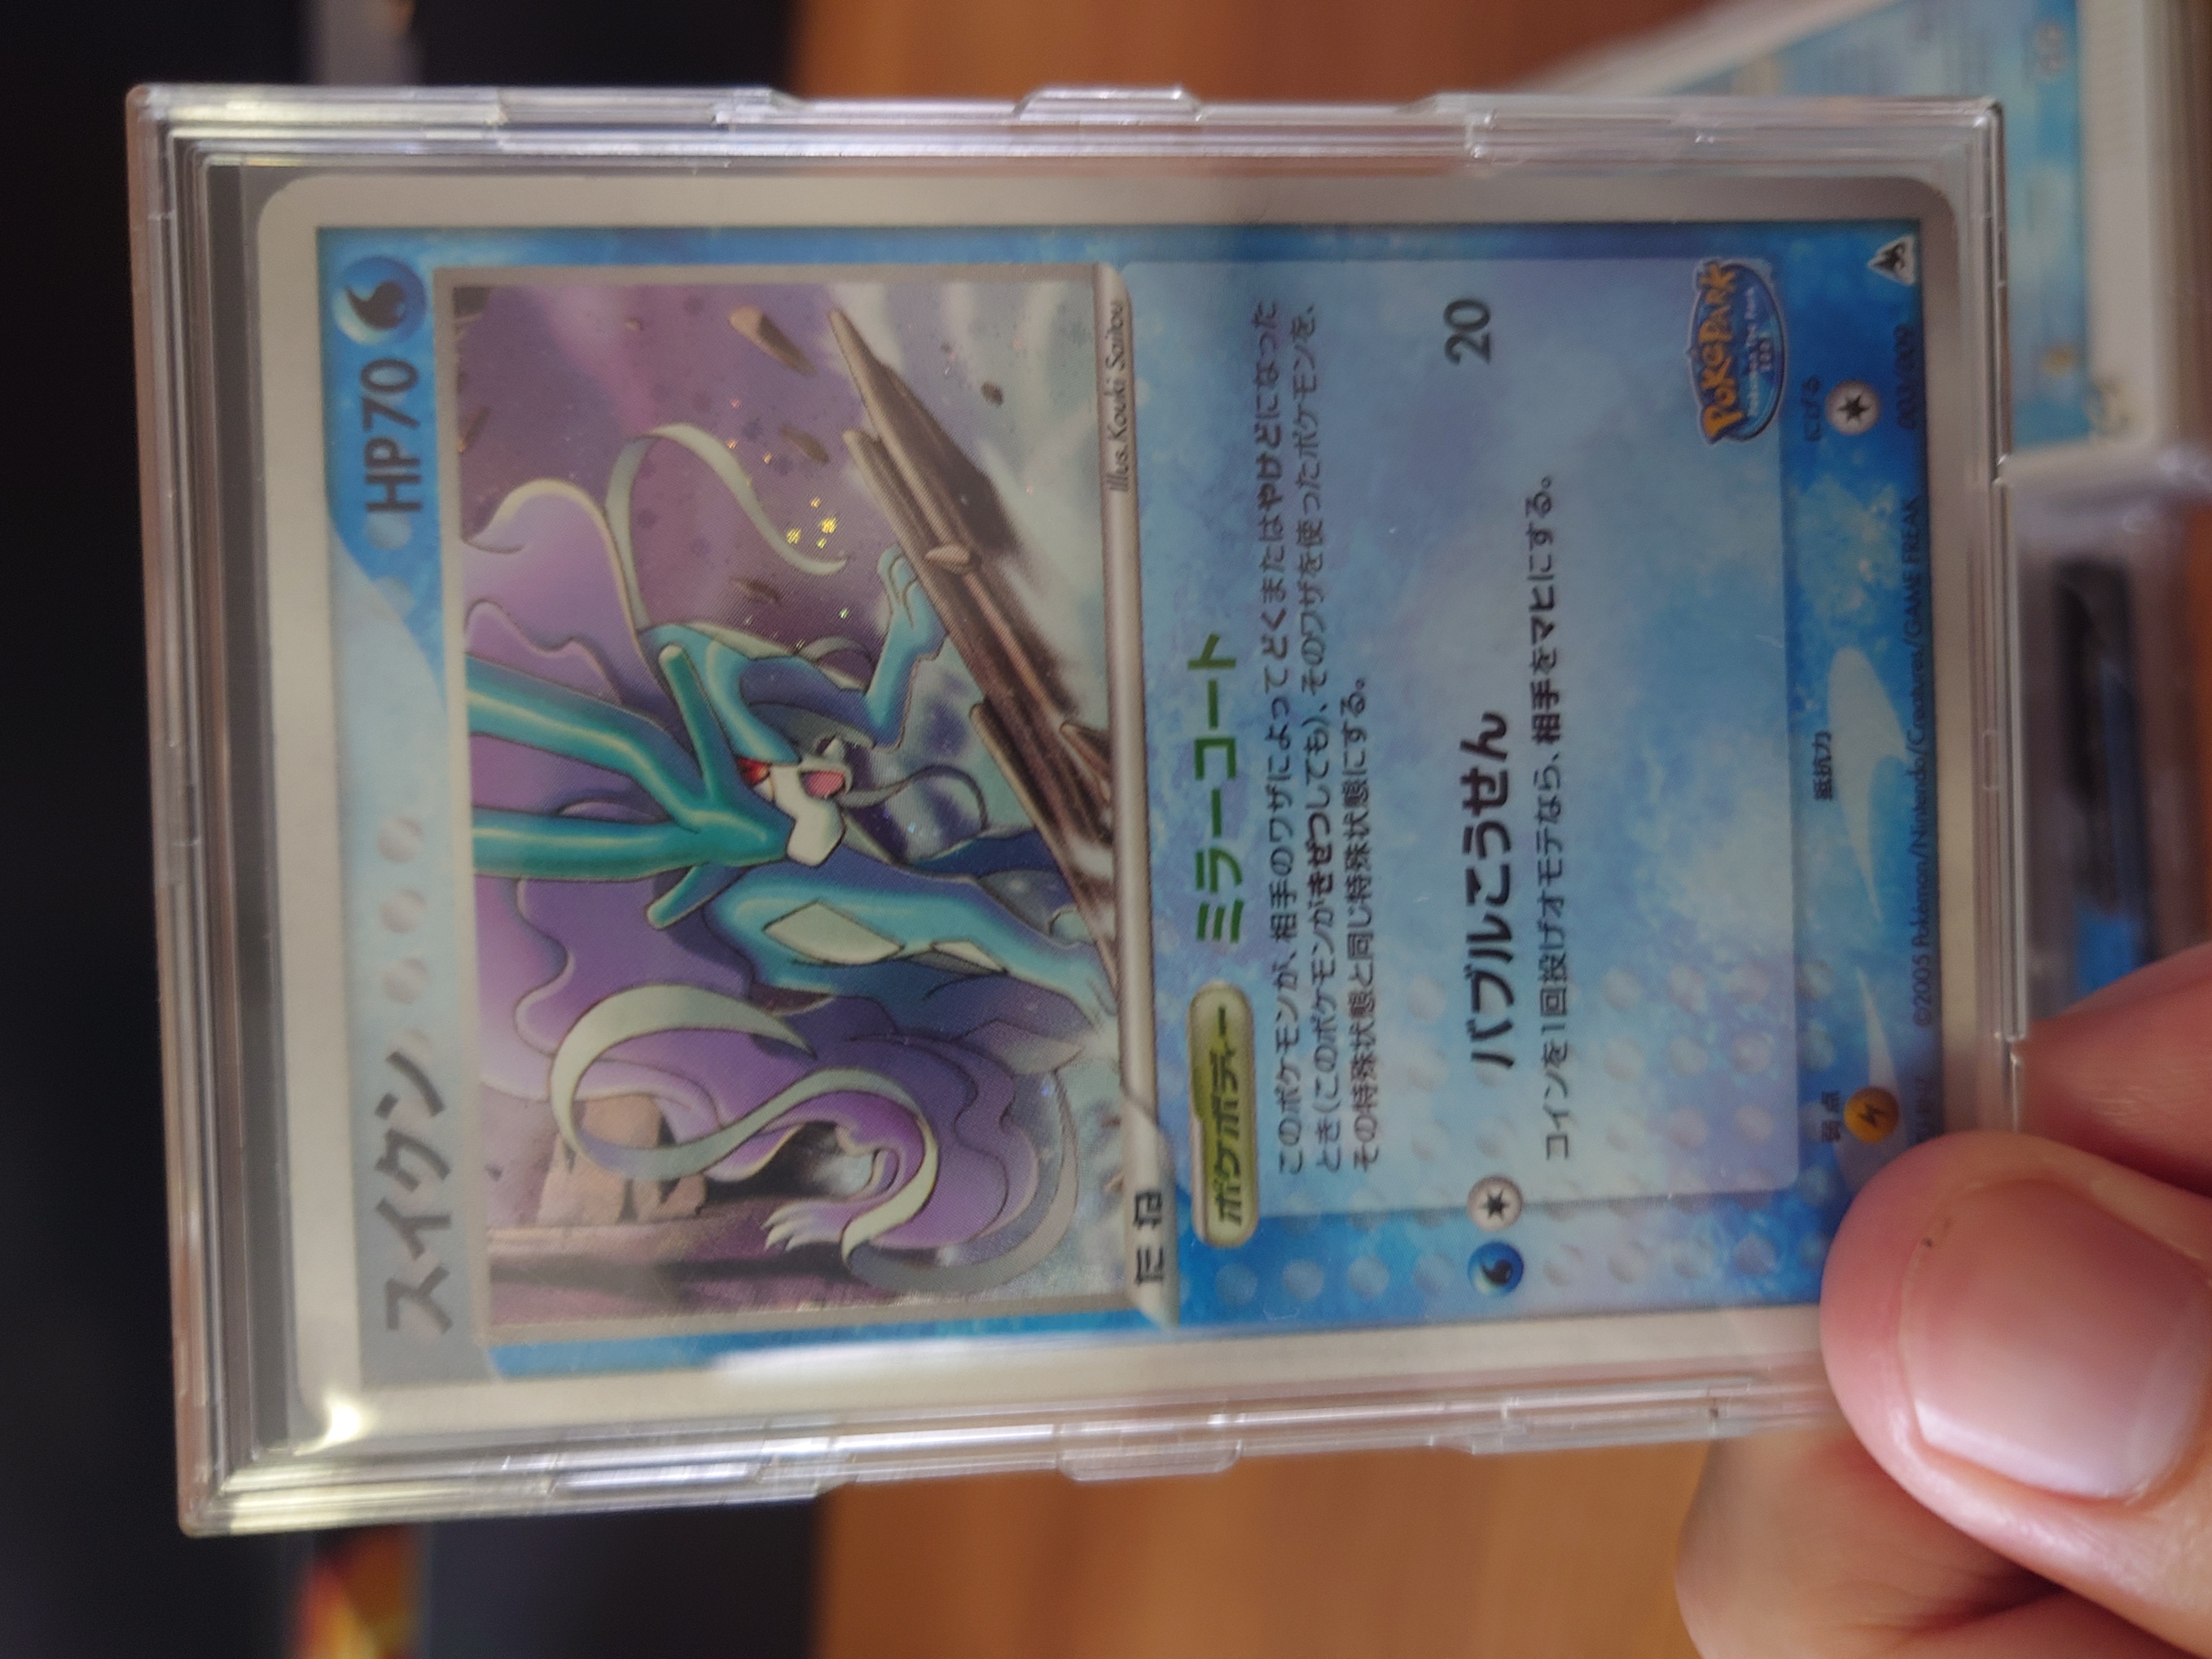 スイクン
HP70
Illus. Kouki Saitou
たね
ポケボディー ミラーコート
このポケモンが、相手のワザによってどくまたはやけどになった
とき(このポケモンがきぜつしても)、そのワザを使ったポケモンを、
その特殊状態と同じ特殊状態にする。
バブルこうせん 20
コインを1回投げオモテなら、相手をマヒにする。
POKÉPARK
Pokémon The Park
2005
弱点 抵抗力 にげる
©2005 Pokémon/Nintendo/Creatures/GAME FREAK 003/009